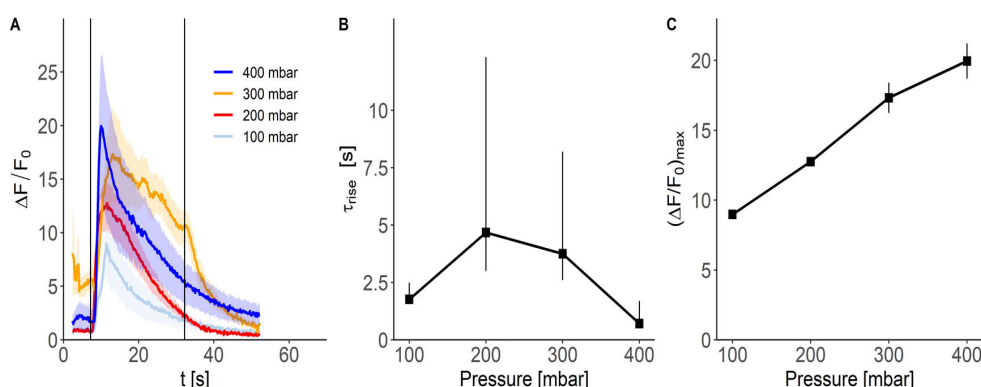 A
ΔF/F0
25
20
15
10
5
0
0
20
40
60
t [s]
400 mbar
300 mbar
200 mbar
100 mbar
B
τrise [s]
10
7.5
5
2.5
0
100
200
300
400
Pressure [mbar]
C
(ΔF/F0)max
20
15
10
5
0
100
200
300
400
Pressure [mbar]